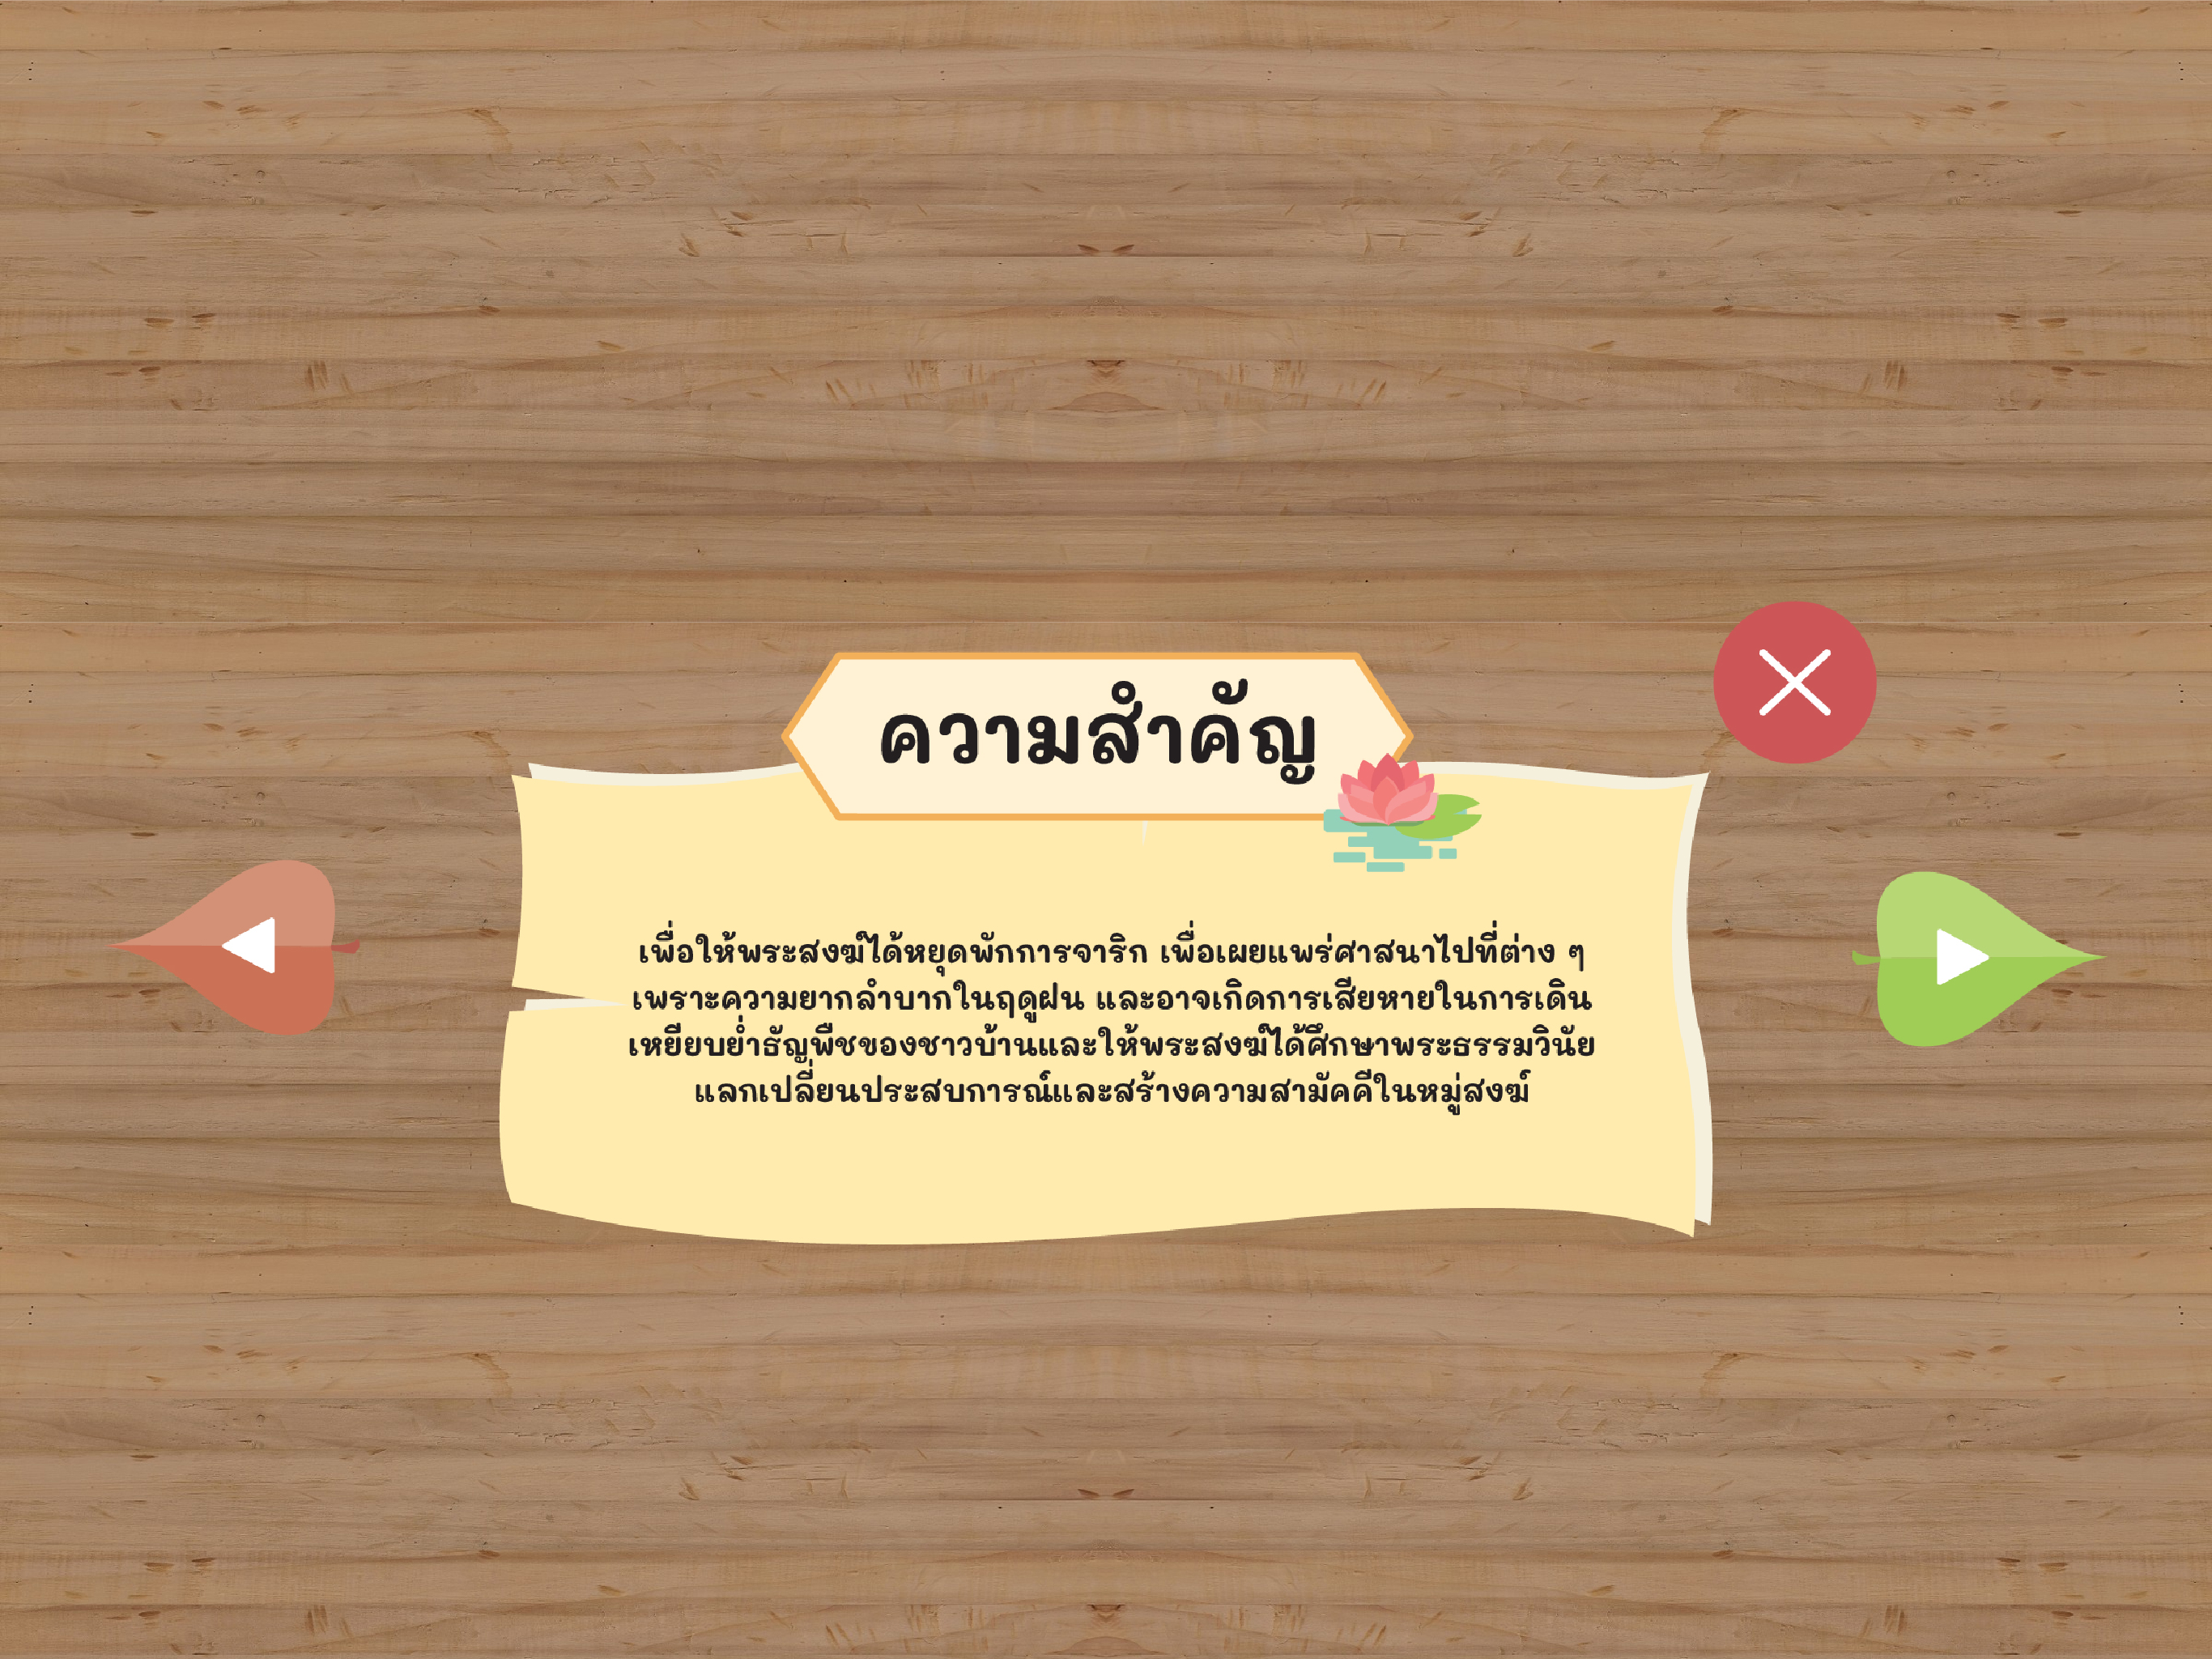 ความสำคัญ
เพื่อให้พระสงฆ์ได้หยุดพักการจาริก เพื่อเผยแพร่ศาสนาไปที่ต่าง ๆ
เพราะความยากลำบากในฤดูฝน และอาจเกิดการเสียหายในการเดิน
เหยียบย่ำธัญพืชของชาวบ้านและให้พระสงฆ์ได้ศึกษาพระธรรมวินัย
แลกเปลี่ยนประสบการณ์และสร้างความสามัคคีในหมู่สงฆ์